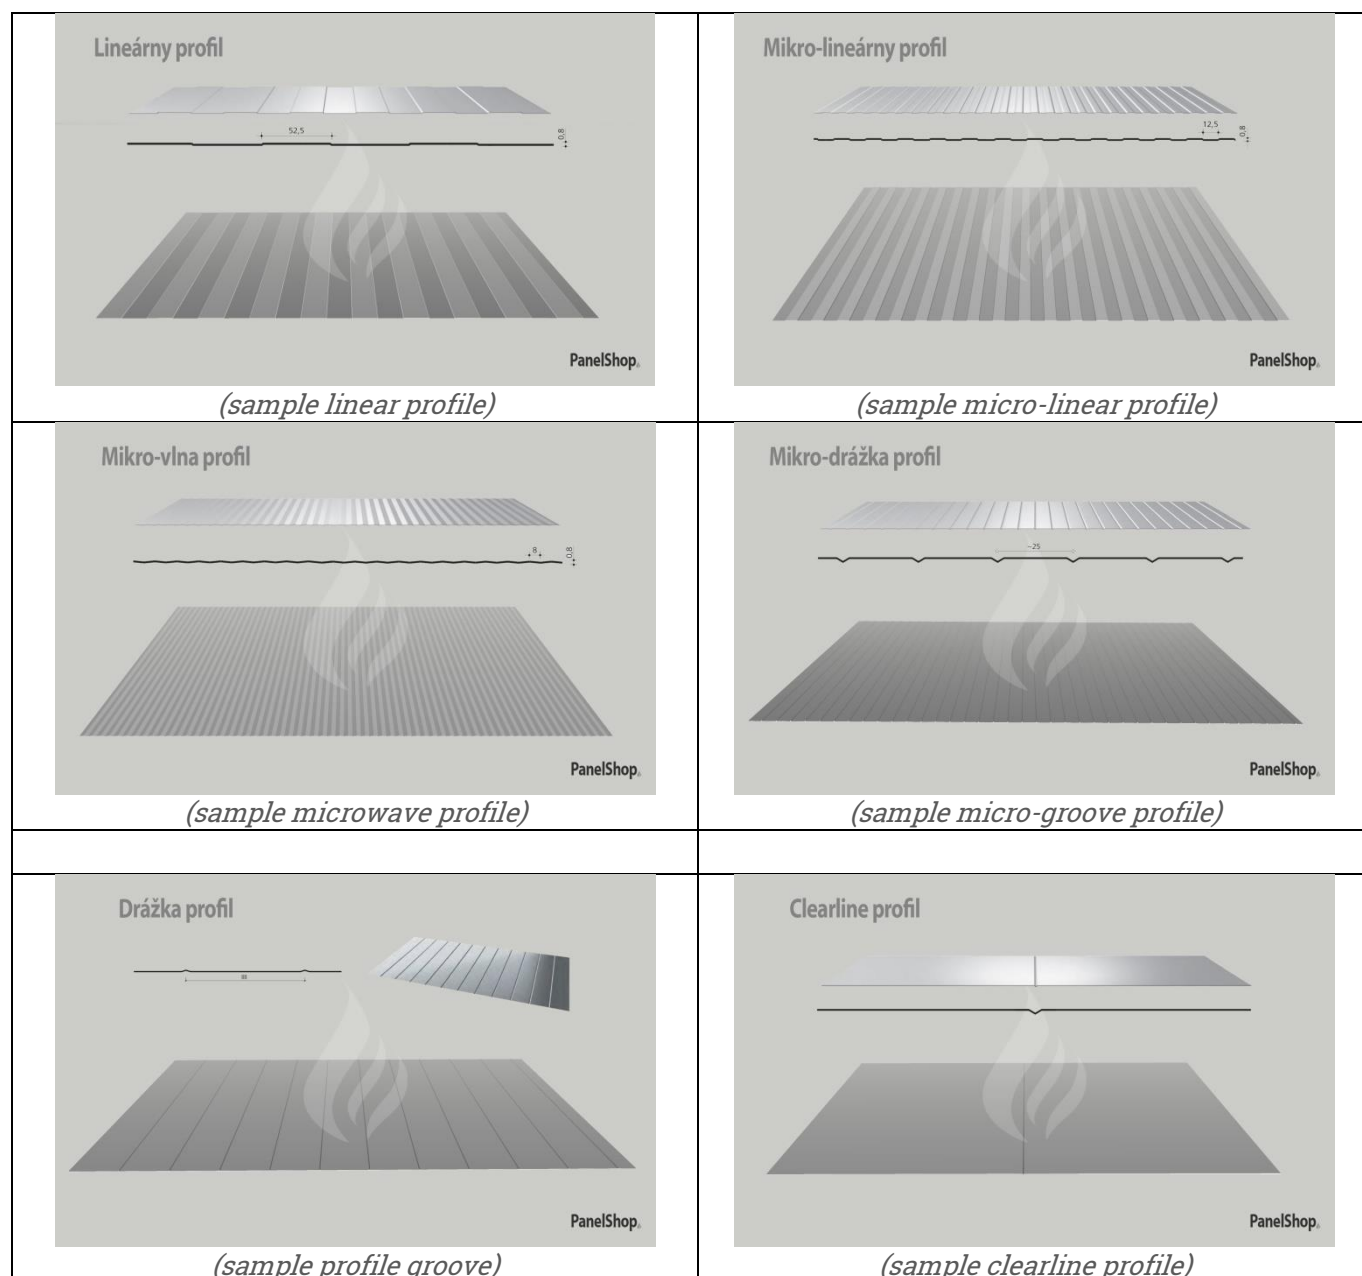 Lineárny profil
52,5
0,8
PanelShop
(sample linear profile)
Mikro-lineárny profil
12,5
0,8
PanelShop
(sample micro-linear profile)
Mikro-vlna profil
8
0,8
PanelShop
(sample microwave profile)
Mikro-drážka profil
~25
PanelShop
(sample micro-groove profile)
Drážka profil
PanelShop
(sample profile groove)
Clearline profil
PanelShop
(sample clearline profile)